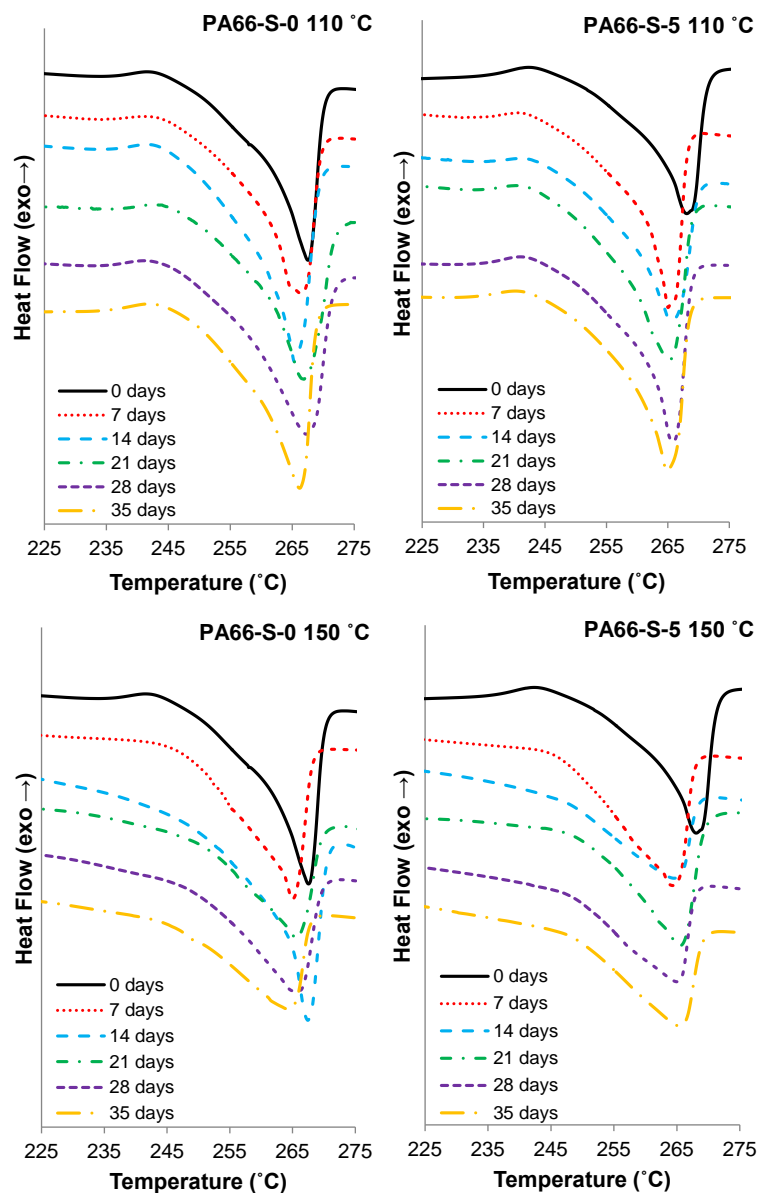 PA66-S-0 110 ˚C
Heat Flow (exo→)
0 days
7 days
14 days
21 days
28 days
35 days
225 235 245 255 265 275
Temperature (˚C)
PA66-S-5 110 ˚C
Heat Flow (exo→)
0 days
7 days
14 days
21 days
28 days
35 days
225 235 245 255 265 275
Temperature (˚C)
PA66-S-0 150 ˚C
Heat Flow (exo →)
0 days
7 days
14 days
21 days
28 days
35 days
225 235 245 255 265 275
Temperature (˚C)
PA66-S-5 150 ˚C
Heat Flow (exo →)
0 days
7 days
14 days
21 days
28 days
35 days
225 235 245 255 265 275
Temperature (˚C)